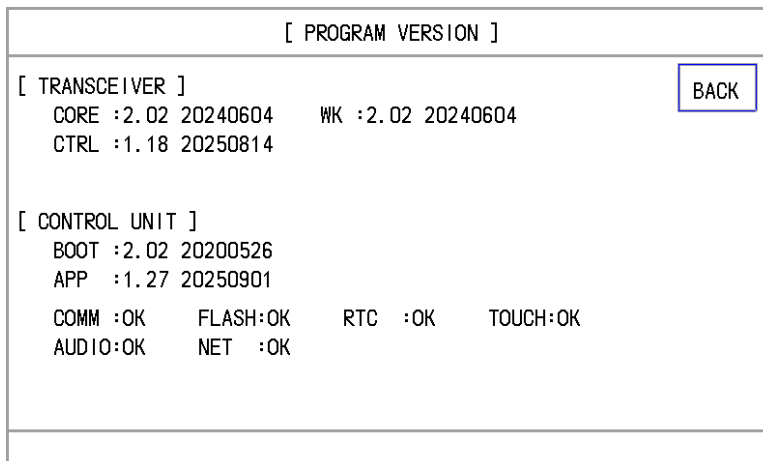 [ PROGRAM VERSION ]
[ TRANSCEIVER ]
BACK
CORE :2.02 20240604 WK :2.02 20240604
CTRL :1.18 20250814
[ CONTROL UNIT ]
BOOT :2.02 20200526
APP :1.27 20250901
COMM :OK FLASH:OK RTC :OK TOUCH:OK
AUDIO:OK NET :OK